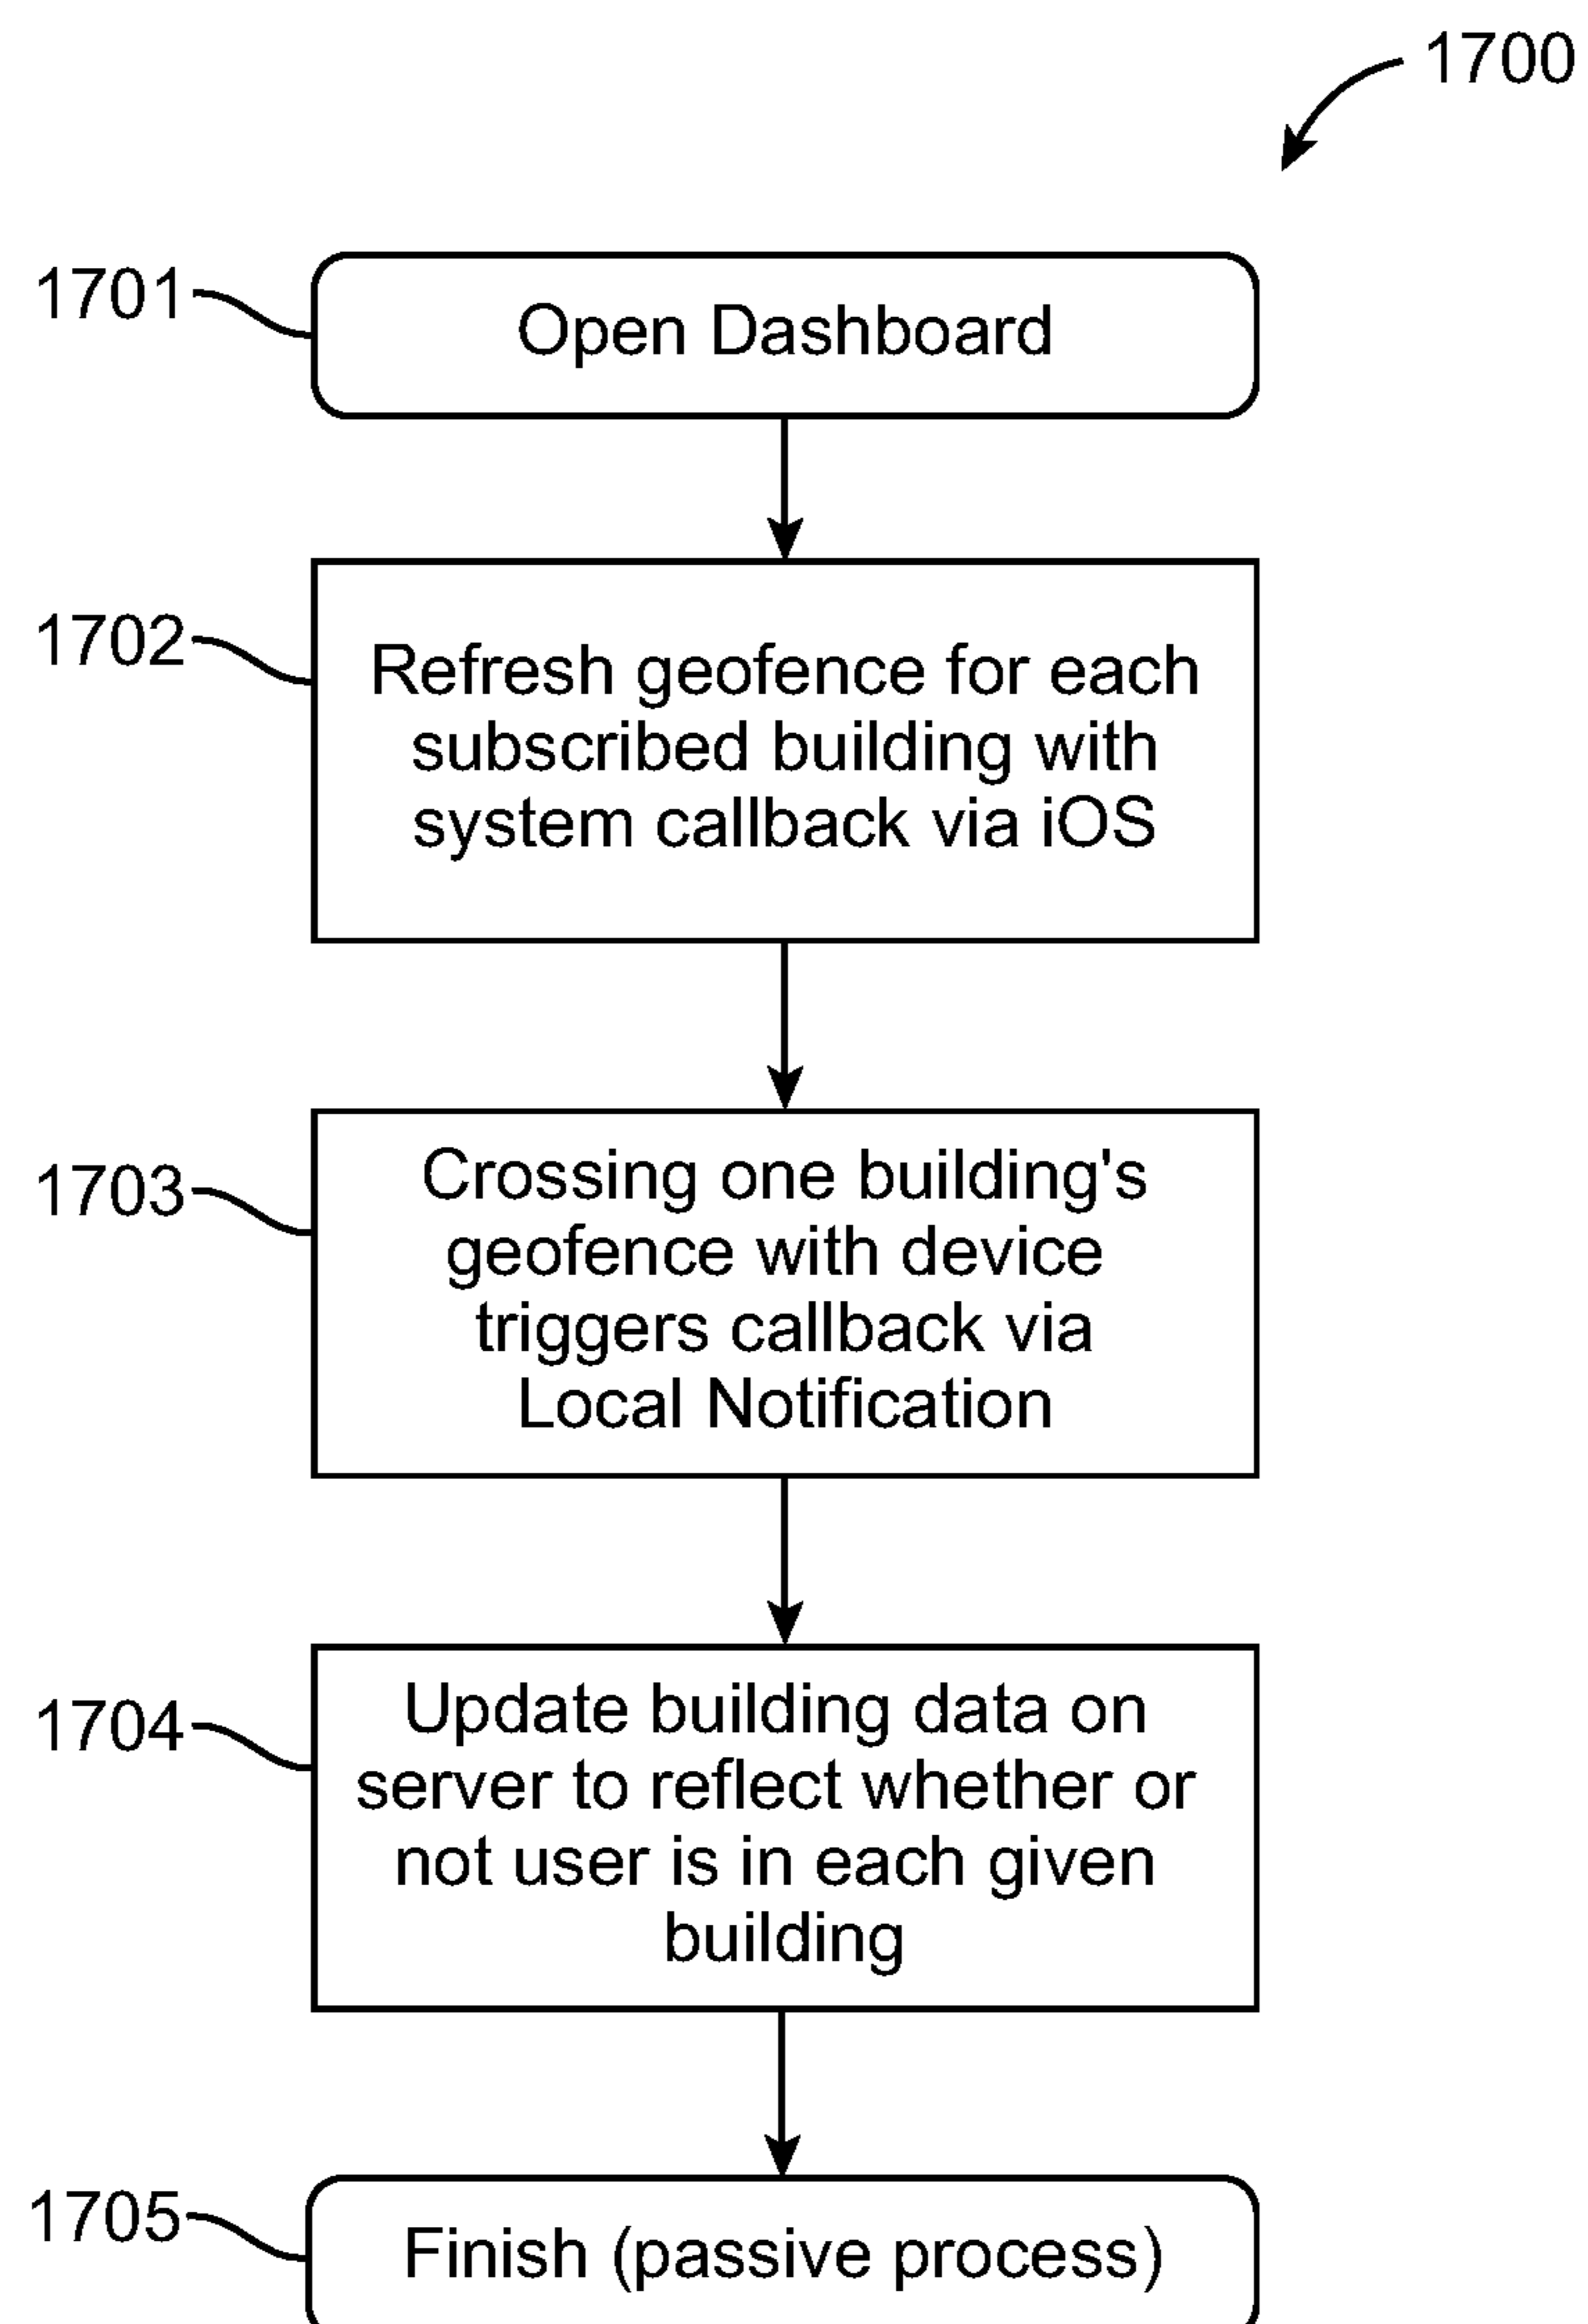 1700
1701
Open Dashboard
1702
Refresh geofence for each
subscribed building with
system callback via iOS
1703
Crossing one building's
geofence with device
triggers callback via
Local Notification
1704
Update building data on
server to reflect whether or
not user is in each given
building
1705
Finish (passive process)